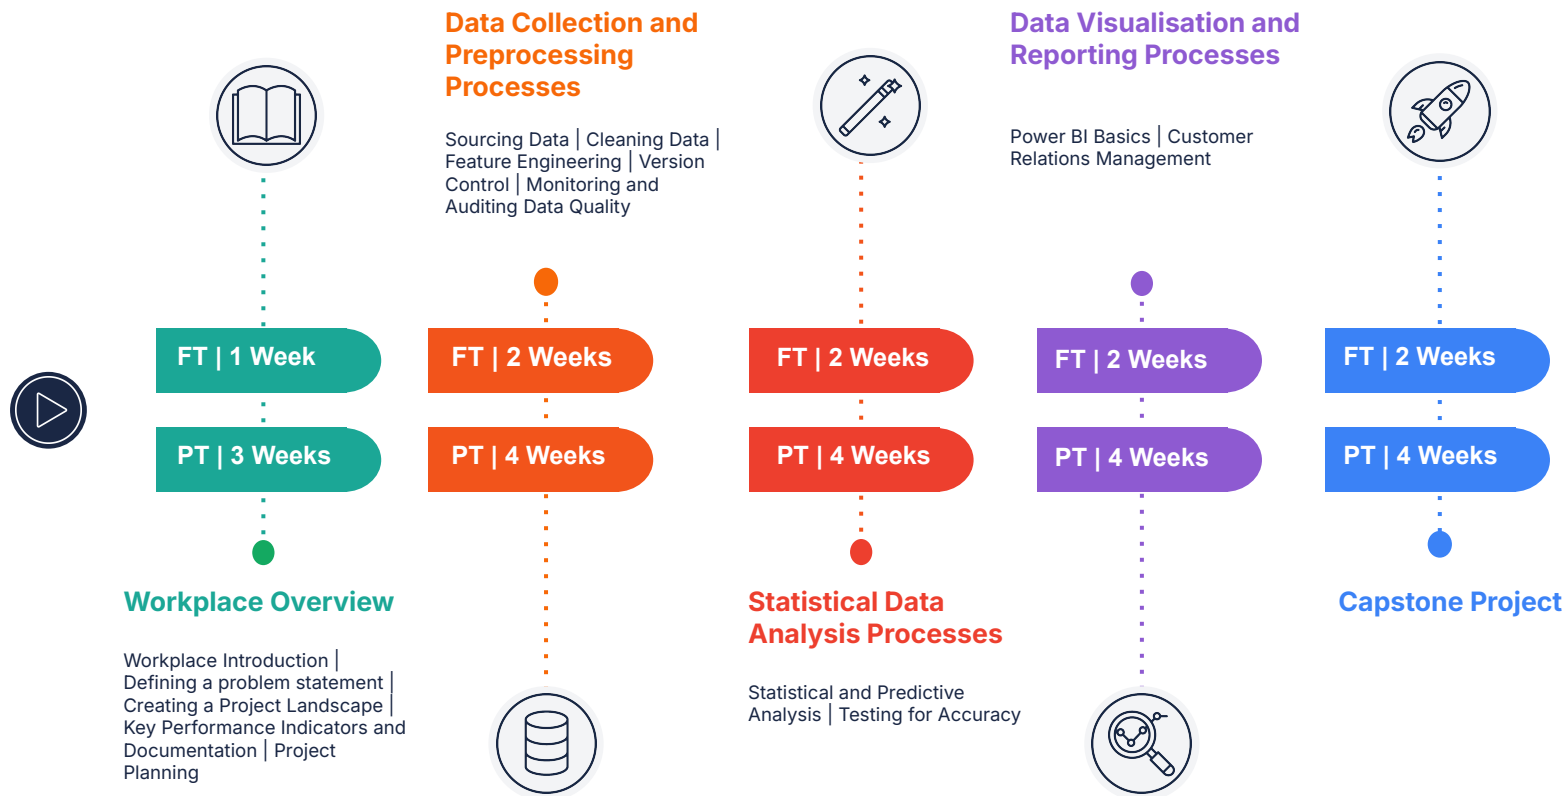 Data Collection and
Preprocessing
Processes
Sourcing Data | Cleaning Data |
Feature Engineering | Version
Control | Monitoring and
Auditing Data Quality
Data Visualisation and
Reporting Processes
Power BI Basics | Customer
Relations Management
FT | 1 Week
FT | 2 Weeks
FT | 2 Weeks
FT | 2 Weeks
FT | 2 Weeks
PT | 3 Weeks
PT | 4 Weeks
PT | 4 Weeks
PT | 4 Weeks
PT | 4 Weeks
Workplace Overview
Workplace Introduction |
Defining a problem statement |
Creating a Project Landscape |
Key Performance Indicators and
Documentation | Project
Planning
Statistical Data
Analysis Processes
Statistical and Predictive
Analysis | Testing for Accuracy
Capstone Project